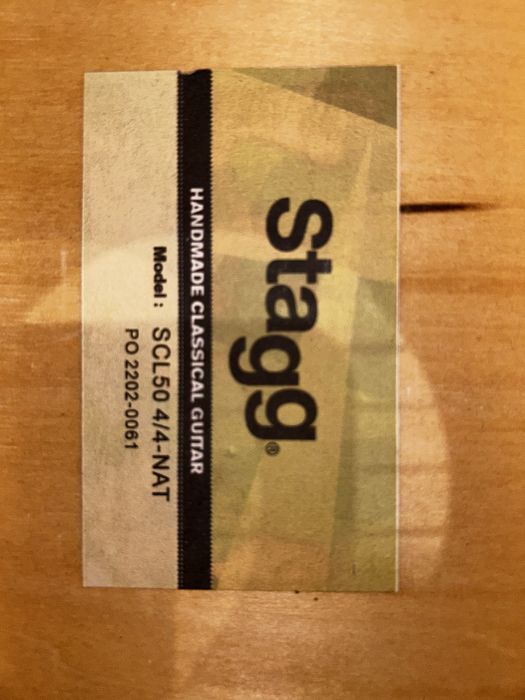 Stagg®
HANDMADE CLASSICAL GUITAR
Model : SCL50 4/4-NAT
PO 2202-0061